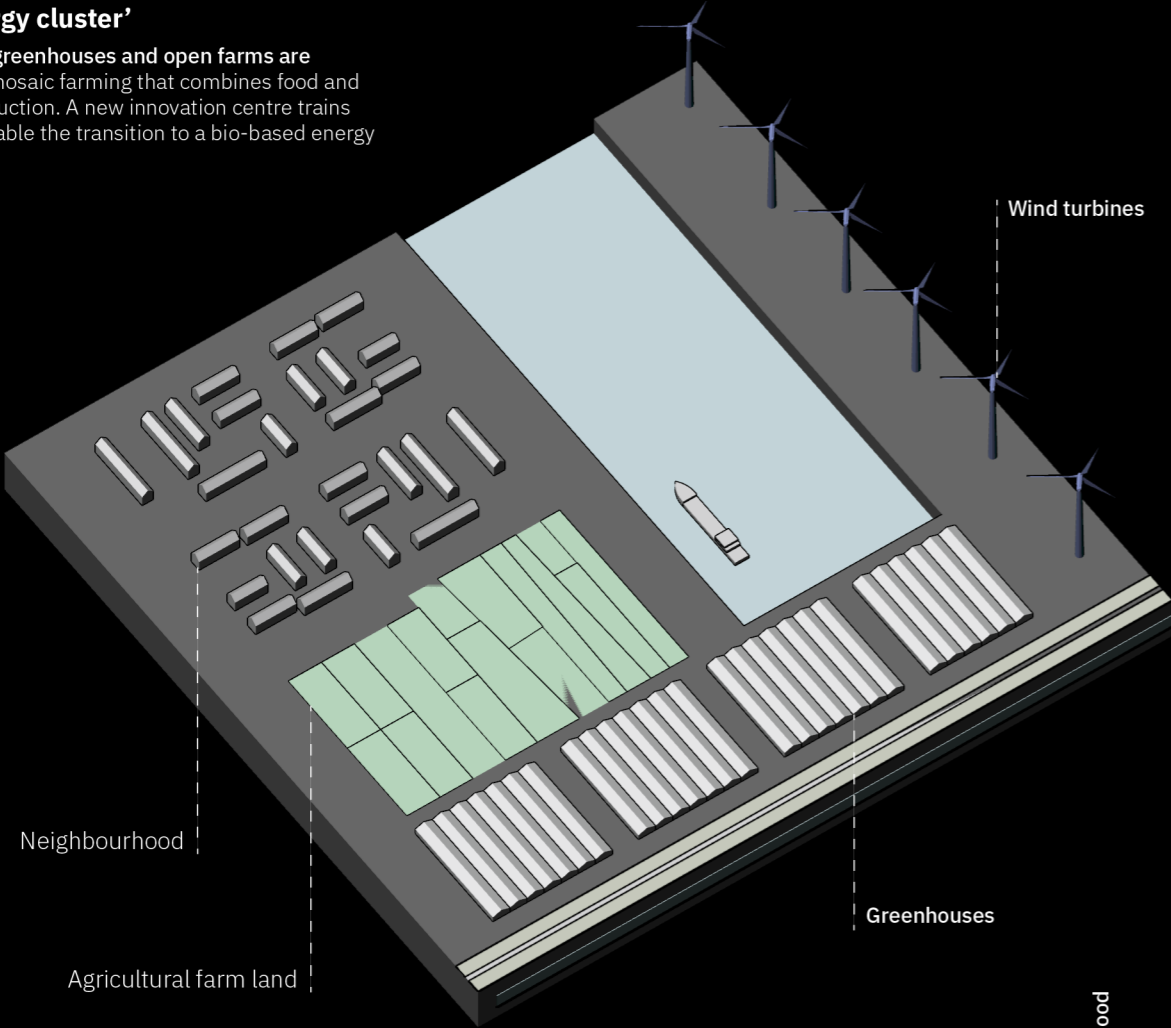 gy cluster’
greenhouses and open farms are
nosaic farming that combines food and
uction. A new innovation centre trains
able the transition to a bio-based energy
Wind turbines
Neighbourhood
Greenhouses
Agricultural farm land
ood